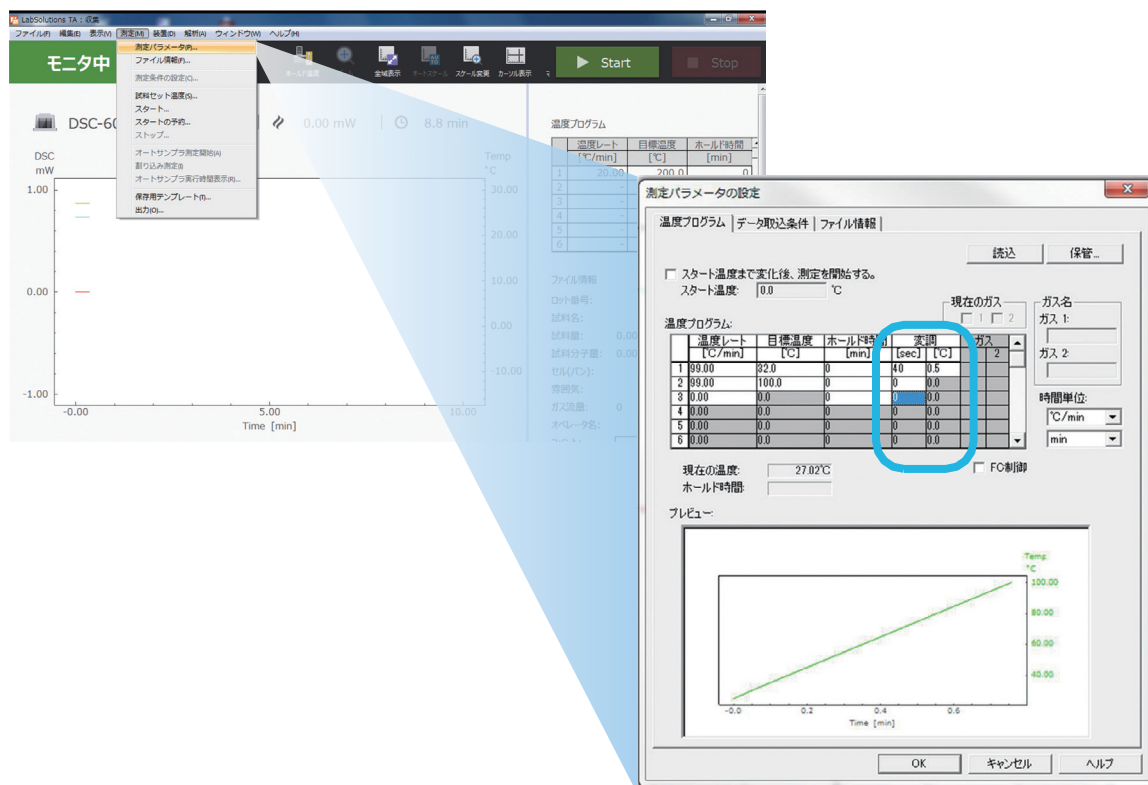 LabSolutions TA : 収集
ファイル(F) 編集(E) 表示(V) 測定(M) 装置(D) 解析(A) ウィンドウ(W) ヘルプ(H)
モニタ中
測定パラメータ(P)...
ファイル情報(F)...
測定条件の設定(C)...
試料セット温度(S)...
スタート...
スタートの予約...
ストップ...
オートサンプラ測定開始(A)
割り込み測定(I)
オートサンプラ実行時間表示(R)...
保存用テンプレート(T)...
出力(O)...
ホールド温度
全域表示
オートスケール
スケール変更
カーソル表示
Start
Stop
DSC-60
0.00 mW
8.8 min
DSC
mW
Temp
°C
1.00
0.00
-1.00
30.00
20.00
10.00
0.00
-10.00
-0.00 5.00 10.00
Time [min]
温度プログラム
温度レート 目標温度 ホールド時間
[℃/min] [℃] [min]
1 20.00 200.0 0
2 - -
3 - -
4 - -
5 - -
6 - -
ファイル情報
ロット番号:
試料名:
試料量: 0.00
試料分子量: 0.00
セル(パン):
雰囲気:
ガス流量: 0
オペレータ名:
測定パラメータの設定
温度プログラム データ取込条件 ファイル情報
読込 保管...
スタート温度まで変化後、測定を開始する。
スタート温度: 0.0 ℃
現在のガス
1 2
ガス名
ガス 1:
ガス 2:
温度プログラム:
温度レート 目標温度 ホールド時間 変調 ガス
[℃/min] [℃] [min] [sec] [℃] 2
1 99.00 32.0 0 40 0.5
2 99.00 100.0 0 0 0.0
3 0.00 0.0 0 0 0.0
4 0.00 0.0 0 0 0.0
5 0.00 0.0 0 0 0.0
6 0.00 0.0 0 0 0.0
時間単位:
℃/min
min
現在の温度: 27.02℃
ホールド時間:
FC制御
プレビュー:
Temp
°C
100.00
80.00
60.00
40.00
-0.0 0.2 0.4 0.6
Time [min]
OK キャンセル ヘルプ